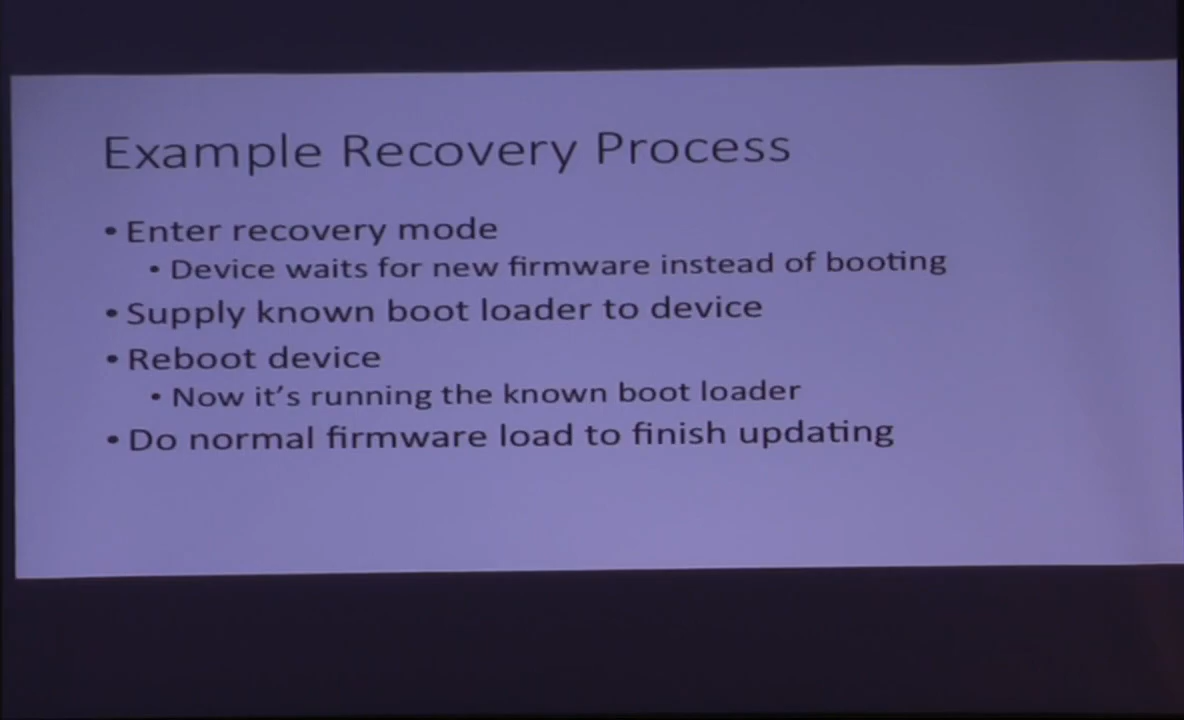 Example Recovery Process
• Enter recovery mode
• Device waits for new firmware instead of booting
• Supply known boot loader to device
• Reboot device
• Now it's running the known boot loader
• Do normal firmware load to finish updating